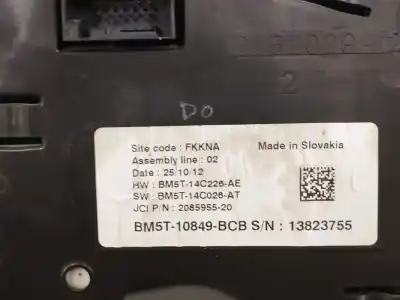 2
DO
Site code : FKKNA Made in Slovakia
Assembly line : 02
Date : 25/10/12
HW : BM5T-14C226-AE
SW : BM5T-14C026-AT
JCI P/N : 2085955-20
BM5T-10849-BCB S/N : 13823755